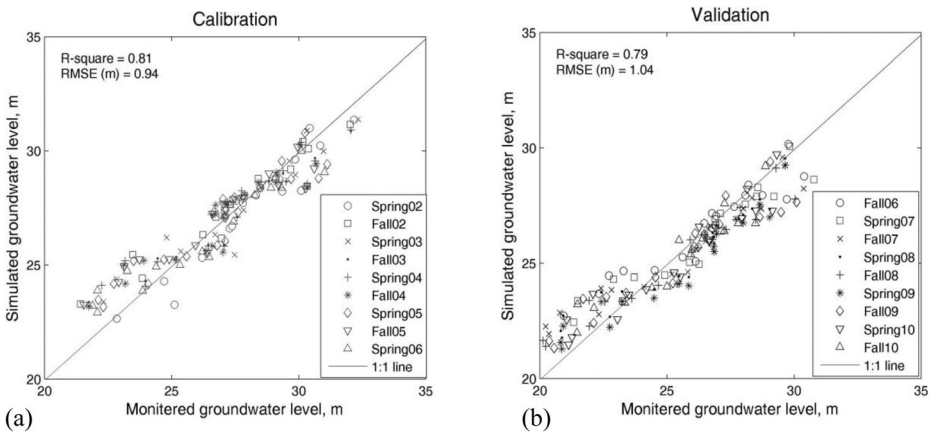 Calibration
R-square = 0.81
RMSE (m) = 0.94
Simulated groundwater level, m
35
30
25
20
Spring02
Fall02
Spring03
Fall03
Spring04
Fall04
Spring05
Fall05
Spring06
1:1 line
20 25 30 35
Monitered groundwater level, m
(a)
Validation
R-square = 0.79
RMSE (m) = 1.04
Simulated groundwater level, m
35
30
25
20
Fall06
Spring07
Fall07
Spring08
Fall08
Spring09
Fall09
Spring10
Fall10
1:1 line
20 25 30 35
Monitered groundwater level, m
(b)